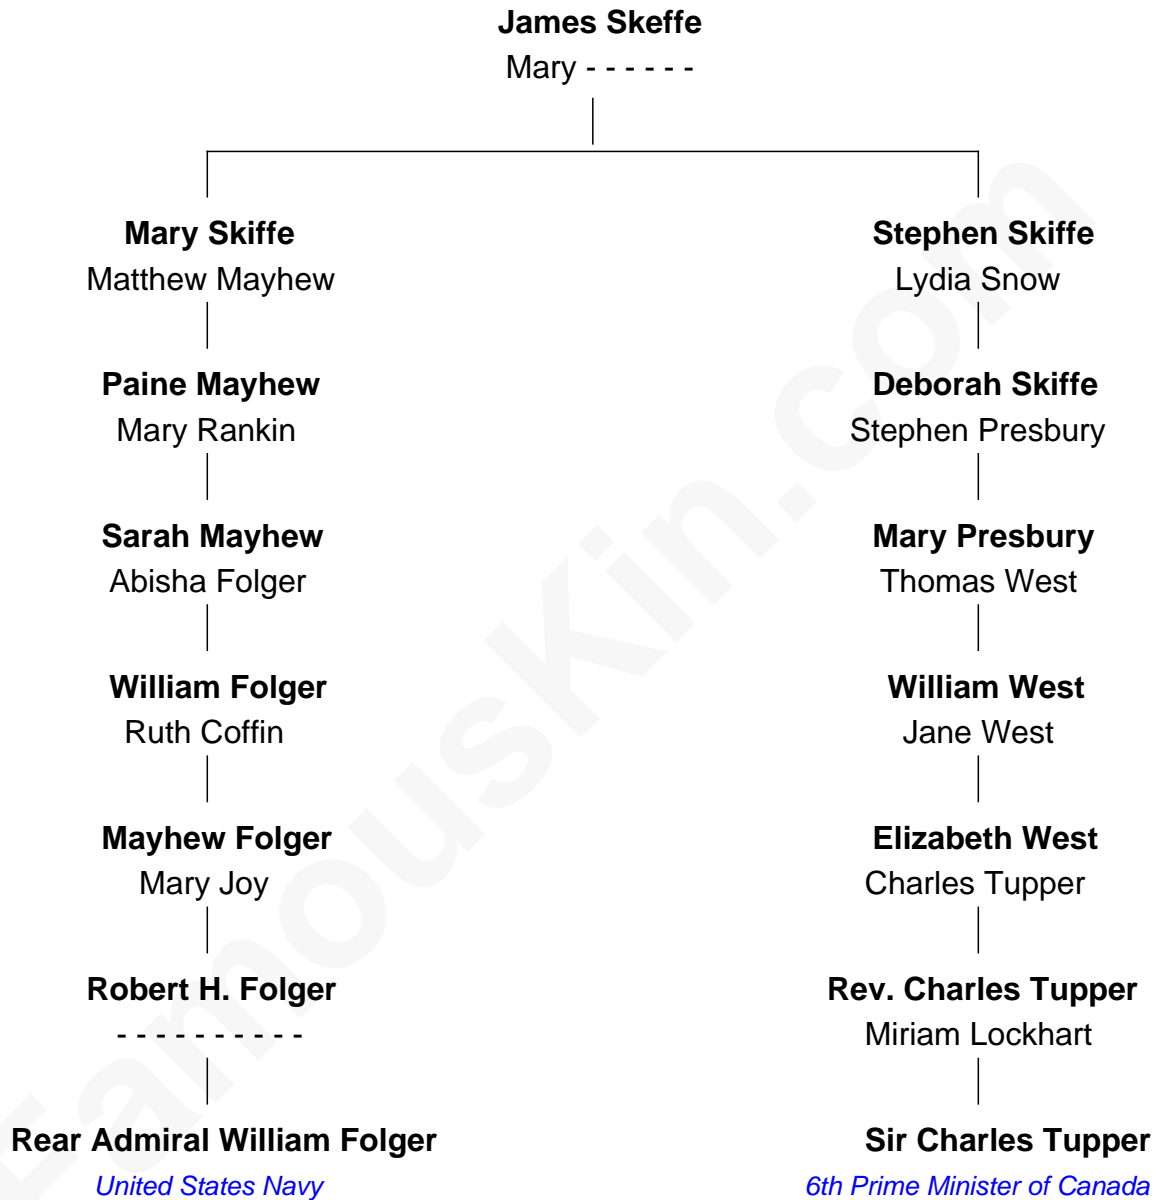 James Skeffe
Mary - - - - - -
Mary Skiffe
Matthew Mayhew
Stephen Skiffe
Lydia Snow
Paine Mayhew
Mary Rankin
Deborah Skiffe
Stephen Presbury
Sarah Mayhew
Abisha Folger
Mary Presbury
Thomas West
William Folger
Ruth Coffin
William West
Jane West
Mayhew Folger
Mary Joy
Elizabeth West
Charles Tupper
Robert H. Folger
- - - - - - - - - -
Rev. Charles Tupper
Miriam Lockhart
Rear Admiral William Folger
United States Navy
Sir Charles Tupper
6th Prime Minister of Canada
FamousKin.com